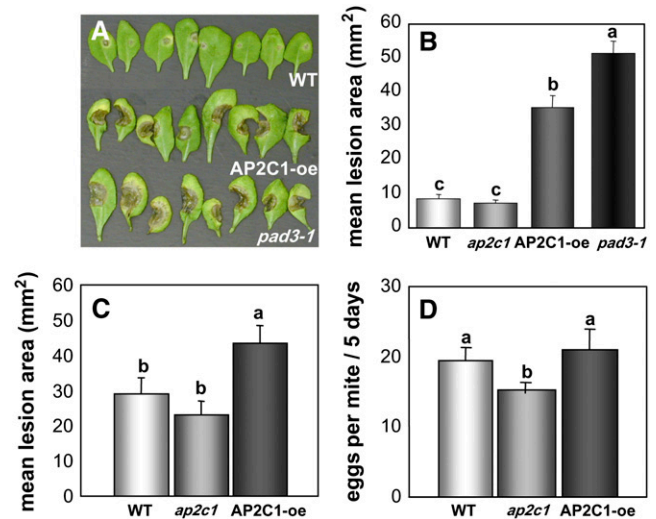 A
WT
AP2C1-oe
pad3-1
B
mean lesion area (mm²)
60
50
40
30
20
10
0
c
c
b
a
WT ap2c1 AP2C1-oe pad3-1
C
mean lesion area (mm²)
60
50
40
30
20
10
0
b
b
a
WT ap2c1 AP2C1-oe
D
eggs per mite / 5 days
30
20
10
0
a
b
a
WT ap2c1 AP2C1-oe